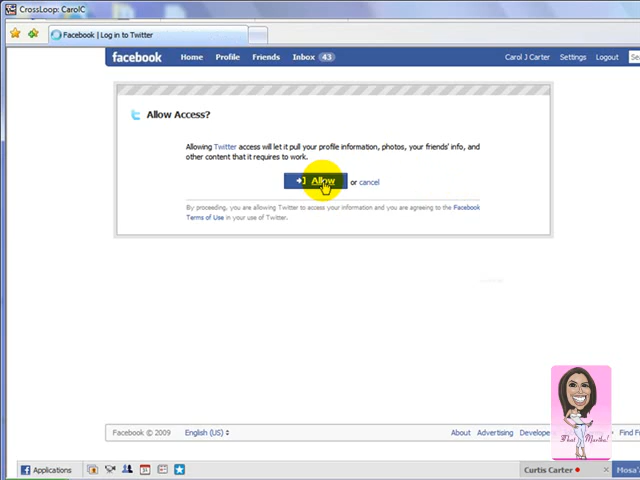 CrossLoop: CarolC
Facebook | Log in to Twitter
facebook Home Profile Friends Inbox 43 Carol J Carter Settings Logout
Allow Access?
Allowing Twitter access will let it pull your profile information, photos, your friends' info, and
other content that it requires to work.
Allow or cancel
By proceeding, you are allowing Twitter to access your information and you are agreeing to the Facebook
Terms of Use in your use of Twitter.
Facebook © 2009 English (US) About Advertising Develope Find Fr
Applications 31 Curtis Carter Mosa'